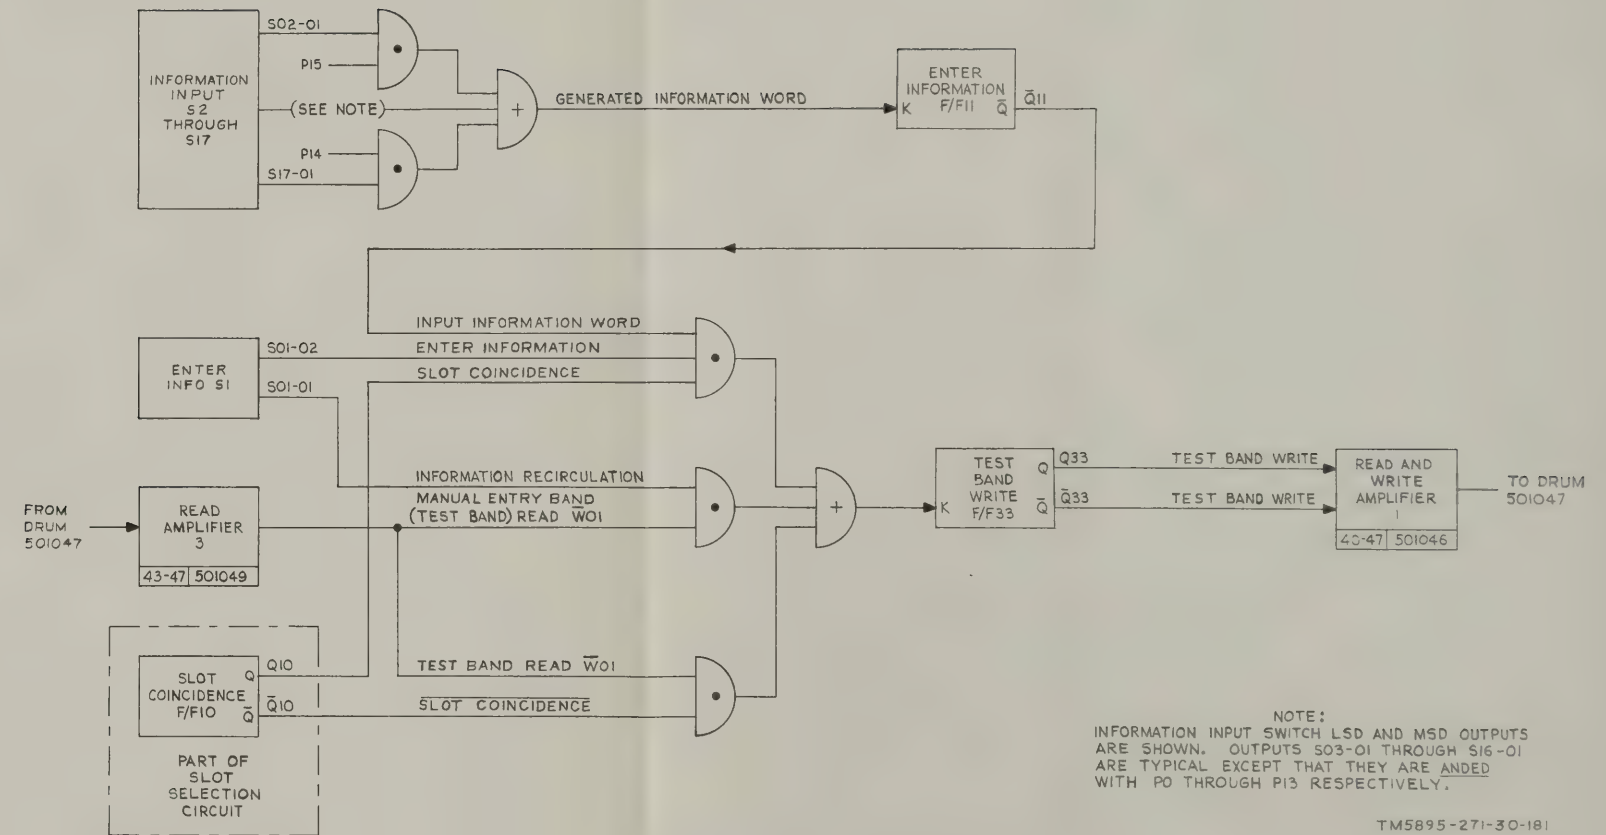 INFORMATION
INPUT
S2
THROUGH
S17
S02-01
P15
(SEE NOTE)
P14
S17-01
•
+
•
GENERATED INFORMATION WORD
ENTER
INFORMATION
F/F11
K
Q̅
Q̅11
INPUT INFORMATION WORD
ENTER INFORMATION
SLOT COINCIDENCE
•
ENTER
INFO S1
S01-02
S01-01
INFORMATION RECIRCULATION
MANUAL ENTRY BAND
(TEST BAND) READ W̅01
•
FROM
DRUM
501047
READ
AMPLIFIER
3
43-47 501049
+
K
TEST
BAND
WRITE
F/F33
Q
Q̅
Q33
Q̅33
TEST BAND WRITE
TEST BAND WRITE
READ AND
WRITE
AMPLIFIER
1
501046
TO DRUM
501047
SLOT
COINCIDENCE
F/F10
Q
Q̅
Q10
Q̅10
TEST BAND READ W̅01
S̅L̅O̅T̅ C̅O̅I̅N̅C̅I̅D̅E̅N̅C̅E̅
•
PART OF
SLOT
SELECTION
CIRCUIT
NOTE:
INFORMATION INPUT SWITCH LSD AND MSD OUTPUTS
ARE SHOWN. OUTPUTS S03-01 THROUGH S16-01
ARE TYPICAL EXCEPT THAT THEY ARE ANDED
WITH P0 THROUGH P13 RESPECTIVELY.
TM5895-271-30-181